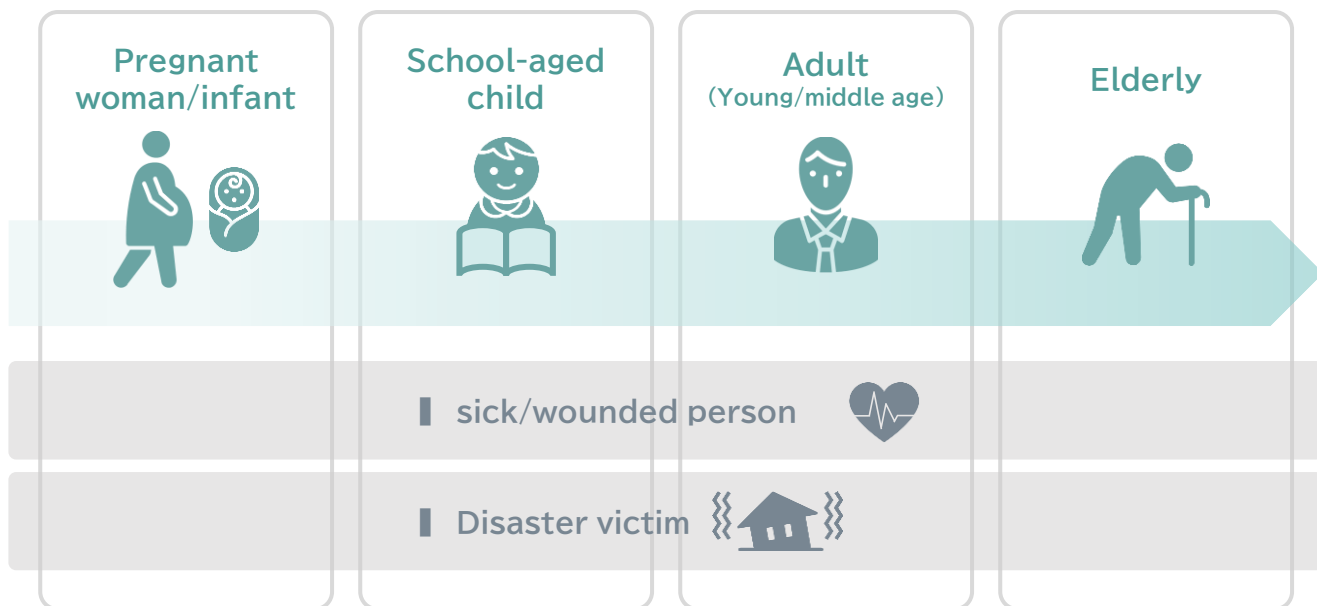 Pregnant
woman/infant
School-aged
child
Adult
(Young/middle age)
Elderly
sick/wounded person
Disaster victim